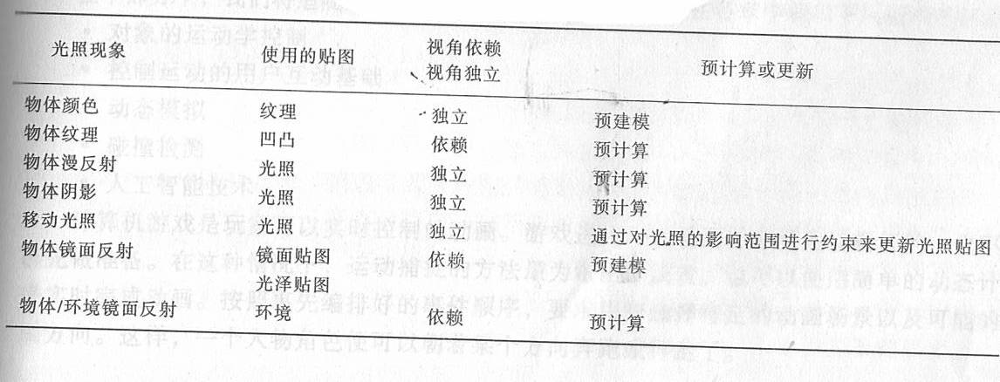 光照现象 使用的贴图 视角依赖 预计算或更新
视角独立
物体颜色 纹理 独立 预建模
物体纹理 凹凸 依赖 预计算
物体漫反射 光照 独立 预计算
物体阴影 光照 独立 预计算
移动光照 光照 独立 通过对光照的影响范围进行约束来更新光照贴图
物体镜面反射 镜面贴图 依赖 预建模
光泽贴图
物体/环境镜面反射 环境 依赖 预计算